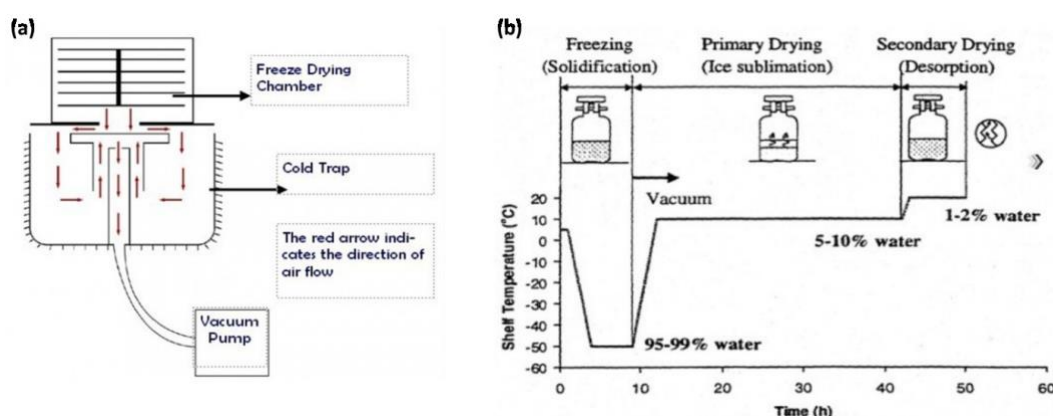 (a)
Freeze Drying
Chamber
Cold Trap
The red arrow indi-
cates the direction of
air flow
Vacuum
Pump
(b)
Freezing
(Solidification)
Primary Drying
(Ice sublimation)
Secondary Drying
(Desorption)
Vacuum
Shelf Temperature (°C)
20
10
0
-10
-20
-30
-40
-50
-60
95-99% water
5-10% water
1-2% water
0 10 20 30 40 50 60
Time (h)